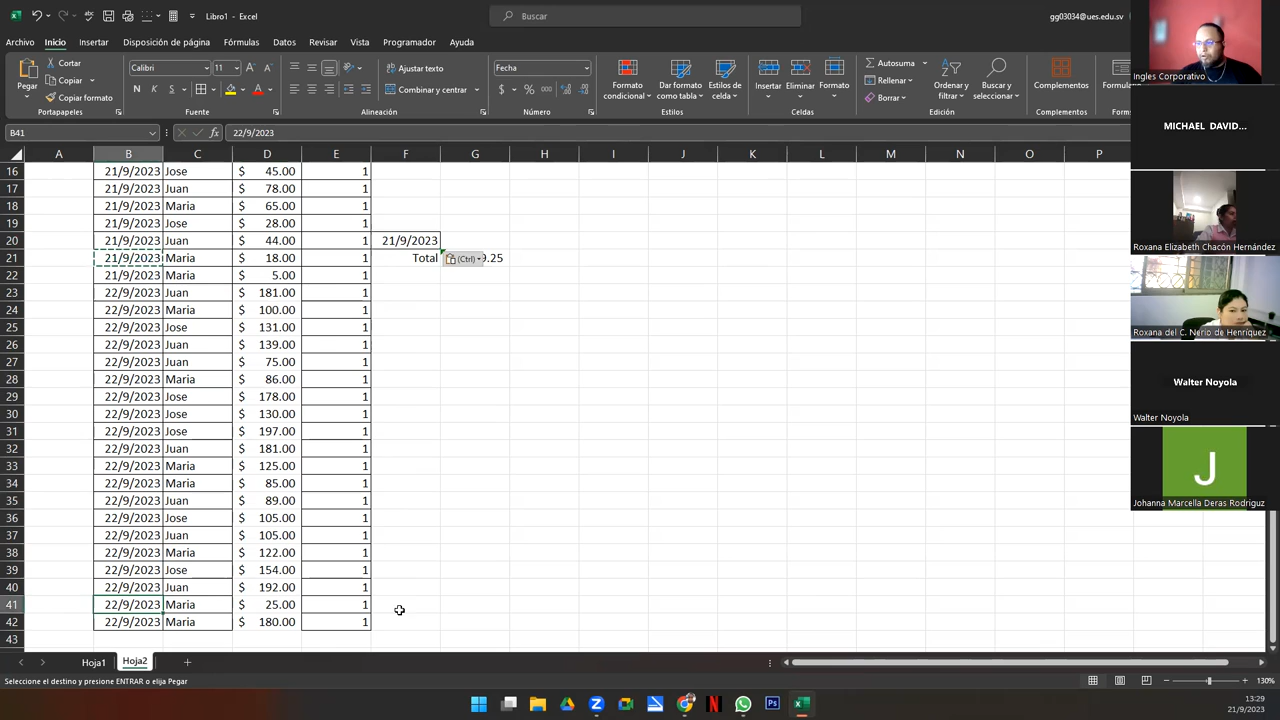 Libro1 - Excel
Buscar
gg03034@ues.edu.sv
Archivo Inicio Insertar Disposición de página Fórmulas Datos Revisar Vista Programador Ayuda
Pegar
Cortar
Copiar
Copiar formato
Portapapeles
Calibri 11
N K S
Fuente
Ajustar texto
Combinar y centrar
Alineación
Fecha
$ % 000
Número
Formato condicional
Dar formato como tabla
Estilos de celda
Estilos
Insertar Eliminar Formato
Celdas
Autosuma
Rellenar
Borrar
Ordenar y filtrar
Buscar y seleccionar
Edición
Complementos
Complementos
B41 fx 22/9/2023
A B C D E F G H I J K L M N O P
16 21/9/2023 Jose $ 45.00 1
17 21/9/2023 Juan $ 78.00 1
18 21/9/2023 Maria $ 65.00 1
19 21/9/2023 Jose $ 28.00 1
20 21/9/2023 Juan $ 44.00 1 21/9/2023
21 21/9/2023 Maria $ 18.00 1 Total (Ctrl) 9.25
22 21/9/2023 Maria $ 5.00 1
23 22/9/2023 Juan $ 181.00 1
24 22/9/2023 Maria $ 100.00 1
25 22/9/2023 Jose $ 131.00 1
26 22/9/2023 Juan $ 139.00 1
27 22/9/2023 Juan $ 75.00 1
28 22/9/2023 Maria $ 86.00 1
29 22/9/2023 Jose $ 178.00 1
30 22/9/2023 Jose $ 130.00 1
31 22/9/2023 Jose $ 197.00 1
32 22/9/2023 Juan $ 181.00 1
33 22/9/2023 Maria $ 125.00 1
34 22/9/2023 Maria $ 85.00 1
35 22/9/2023 Juan $ 89.00 1
36 22/9/2023 Jose $ 105.00 1
37 22/9/2023 Juan $ 105.00 1
38 22/9/2023 Maria $ 122.00 1
39 22/9/2023 Jose $ 154.00 1
40 22/9/2023 Juan $ 192.00 1
41 22/9/2023 Maria $ 25.00 1
42 22/9/2023 Maria $ 180.00 1
43
Hoja1 Hoja2
Seleccione el destino y presione ENTRAR o elija Pegar
130%
13:29
21/9/2023
Ingles Corporativo
MICHAEL DAVID...
Roxana Elizabeth Chacón Hernández
Roxana del C. Nerio de Henríquez
Walter Noyola
Walter Noyola
J
Johanna Marcella Deras Rodriguz